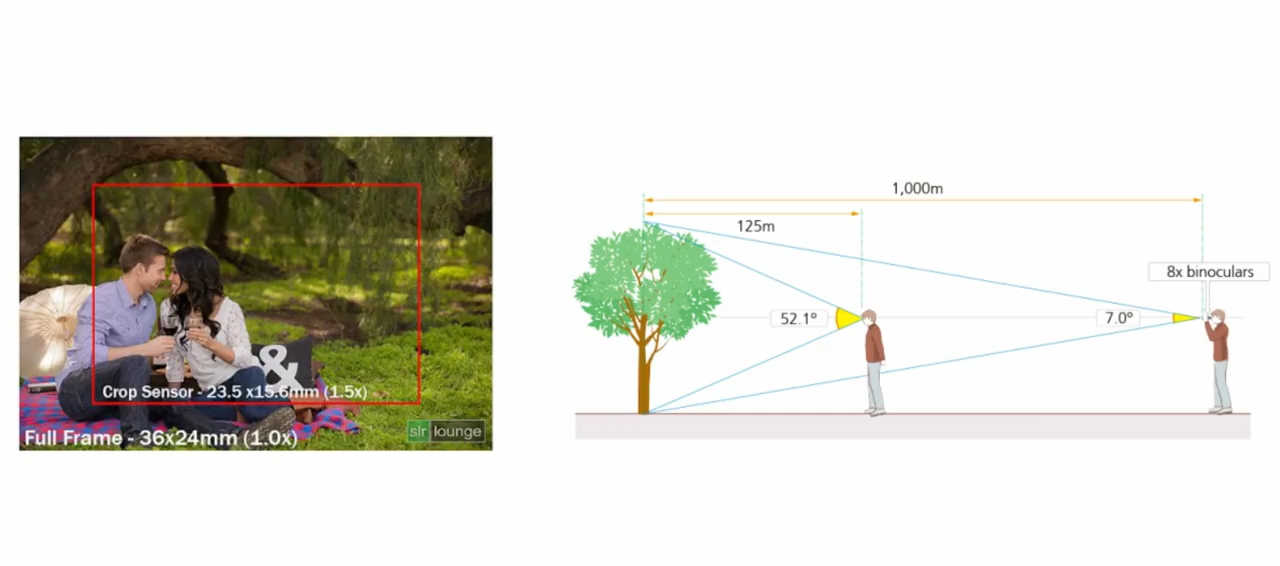 Crop Sensor - 23.5 x15.6mm (1.5x)
Full Frame - 36x24mm (1.0x)
slr lounge
1,000m
125m
8x binoculars
52.1°
7.0°
&